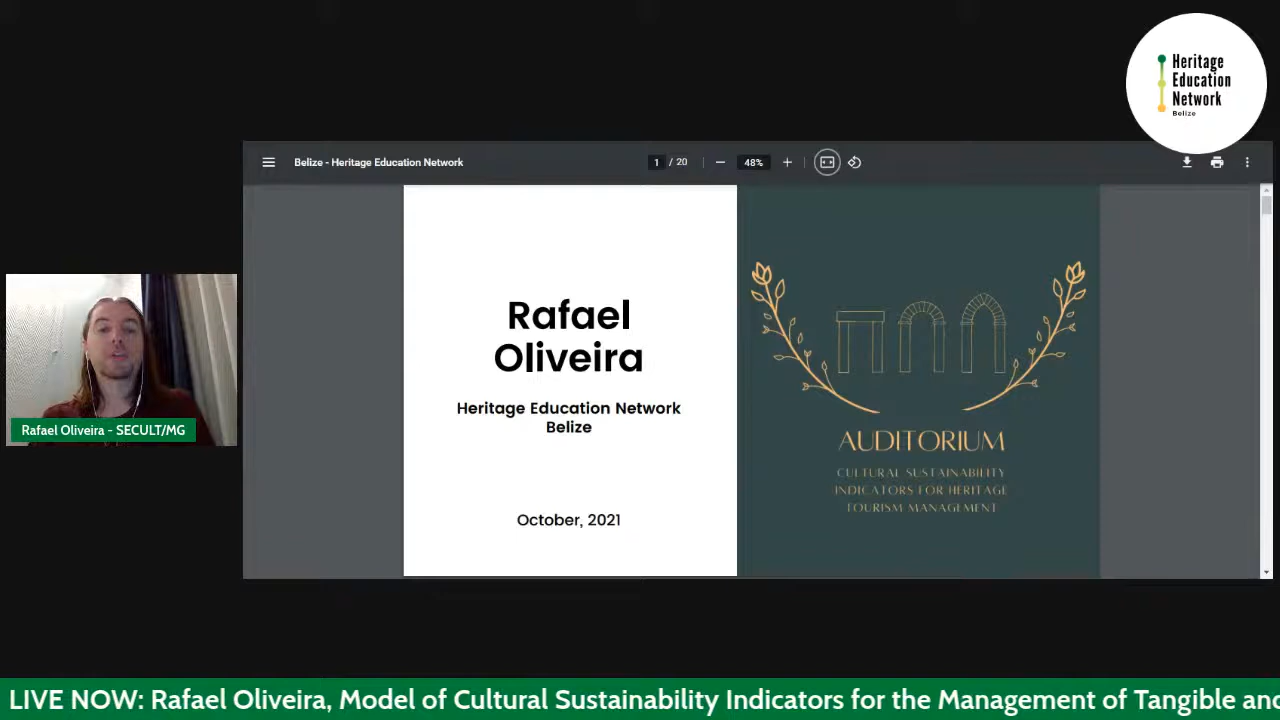 Heritage
Education
Network
Belize
Belize - Heritage Education Network
1 / 20
48%
Rafael
Oliveira
Heritage Education Network
Belize
October, 2021
AUDITORIUM
CULTURAL SUSTAINABILITY
INDICATORS FOR HERITAGE
TOURISM MANAGEMENT
Rafael Oliveira - SECULT/MG
LIVE NOW: Rafael Oliveira, Model of Cultural Sustainability Indicators for the Management of Tangible and